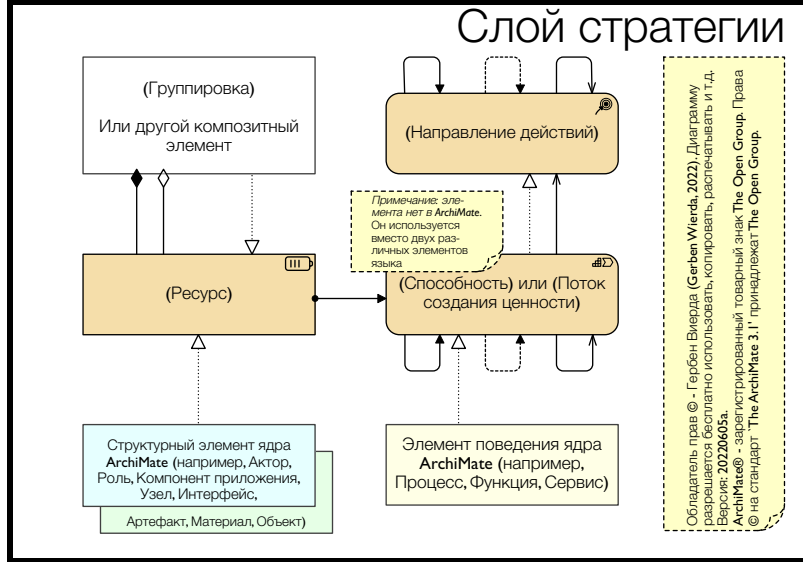 Слой стратегии
(Группировка)
Или другой композитный
элемент
(Направление действий)
Примечание: эле-
мента нет в ArchiMate.
Он используется
вместо двух раз-
личных элементов
языка
(Ресурс)
(Способность) или (Поток
создания ценности)
Структурный элемент ядра
ArchiMate (например, Актор,
Роль, Компонент приложения,
Узел, Интерфейс,
Артефакт, Материал, Объект)
Элемент поведения ядра
ArchiMate (например,
Процесс, Функция, Сервис)
Обладатель прав © - Гербен Виерда (Gerben Wierda, 2022). Диаграмму
разрешается бесплатно использовать, копировать, распечатывать и т.д.
Версия: 20220605a.
ArchiMate® - зарегистрированный товарный знак The Open Group. Права
© на стандарт 'The ArchiMate 3.1' принадлежат The Open Group.